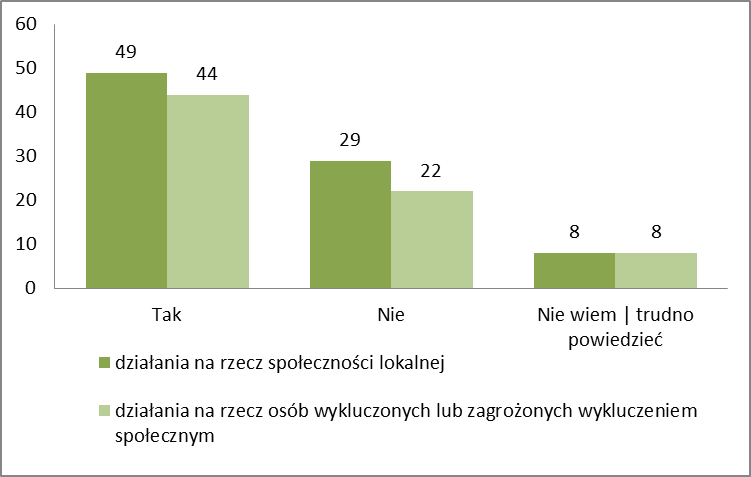 60
50
40
30
20
10
0
49
44
29
22
8
8
Tak
Nie
Nie wiem | trudno
powiedzieć
działania na rzecz społeczności lokalnej
działania na rzecz osób wykluczonych lub zagrożonych wykluczeniem
społecznym